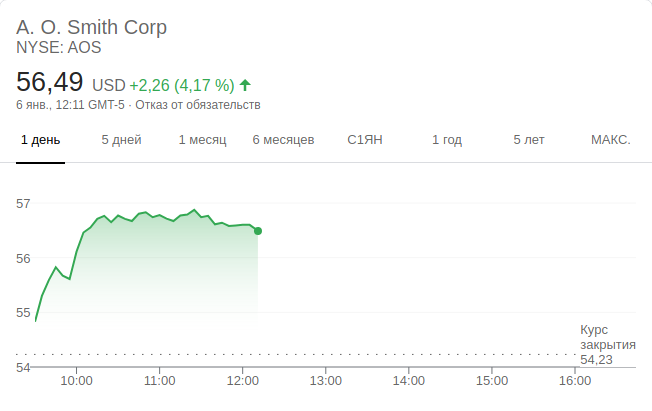 A. O. Smith Corp
NYSE: AOS
56,49 USD +2,26 (4,17 %)
6 янв., 12:11 GMT-5 · Отказ от обязательств
1 день 5 дней 1 месяц 6 месяцев С1ЯН 1 год 5 лет МАКС.
57
56
55
Курс
закрытия
54,23
54
10:00 11:00 12:00 13:00 14:00 15:00 16:00